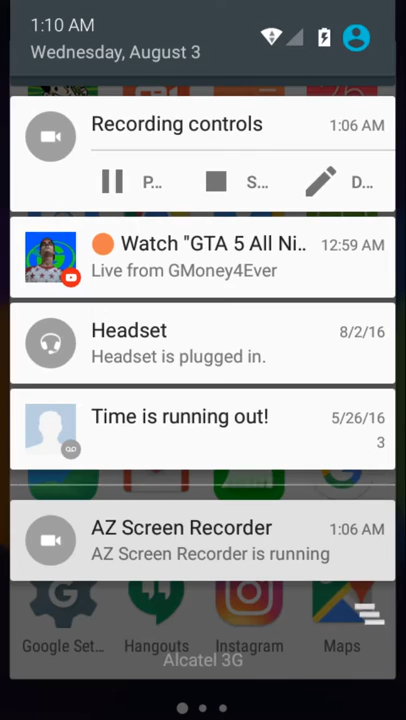 1:10 AM
Wednesday, August 3
Recording controls
1:06 AM
P...
S...
D...
Watch "GTA 5 All Ni..
12:59 AM
Live from GMoney4Ever
Headset
8/2/16
Headset is plugged in.
Time is running out!
5/26/16
3
AZ Screen Recorder
1:06 AM
AZ Screen Recorder is running
Google Set...
Hangouts
Instagram
Maps
Alcatel 3G